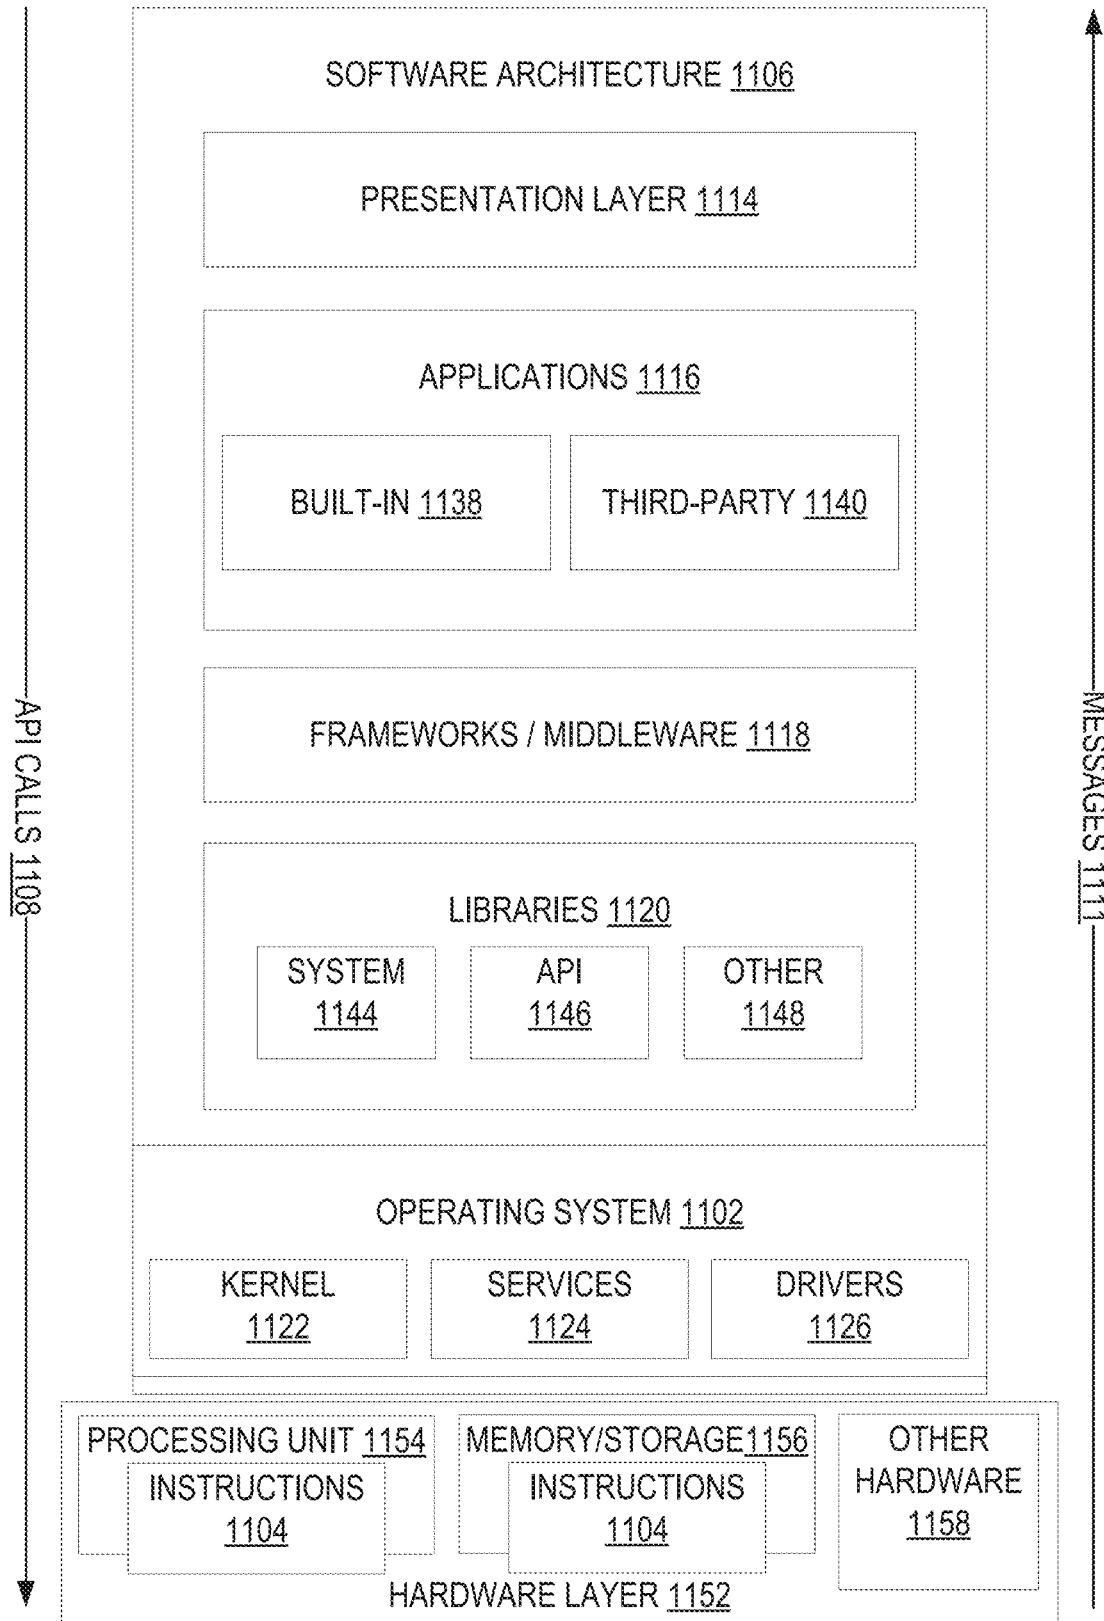 SOFTWARE ARCHITECTURE 1106
PRESENTATION LAYER 1114
APPLICATIONS 1116
BUILT-IN 1138
THIRD-PARTY 1140
FRAMEWORKS / MIDDLEWARE 1118
LIBRARIES 1120
SYSTEM
1144
API
1146
OTHER
1148
OPERATING SYSTEM 1102
KERNEL
1122
SERVICES
1124
DRIVERS
1126
PROCESSING UNIT 1154
INSTRUCTIONS
1104
MEMORY/STORAGE1156
INSTRUCTIONS
1104
OTHER
HARDWARE
1158
HARDWARE LAYER 1152
API CALLS 1108
MESSAGES 1111